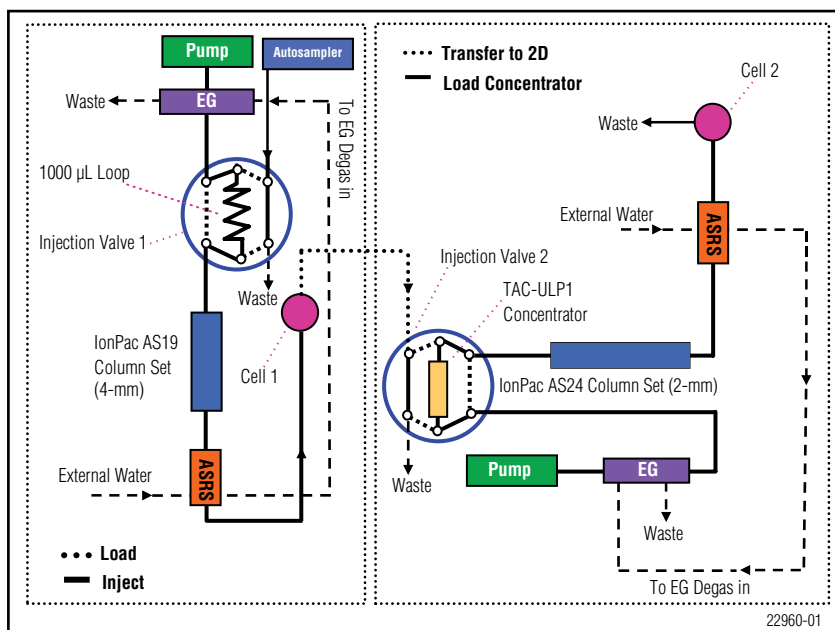 Pump
Autosampler
Waste
EG
To EG Degas in
1000 µL Loop
Injection Valve 1
Waste
IonPac AS19
Column Set
(4-mm)
Cell 1
External Water
ASRS
Load
Inject
Transfer to 2D
Load Concentrator
Cell 2
Waste
External Water
ASRS
Injection Valve 2
TAC-ULP1
Concentrator
IonPac AS24 Column Set (2-mm)
Waste
Pump
EG
Waste
To EG Degas in
22960-01